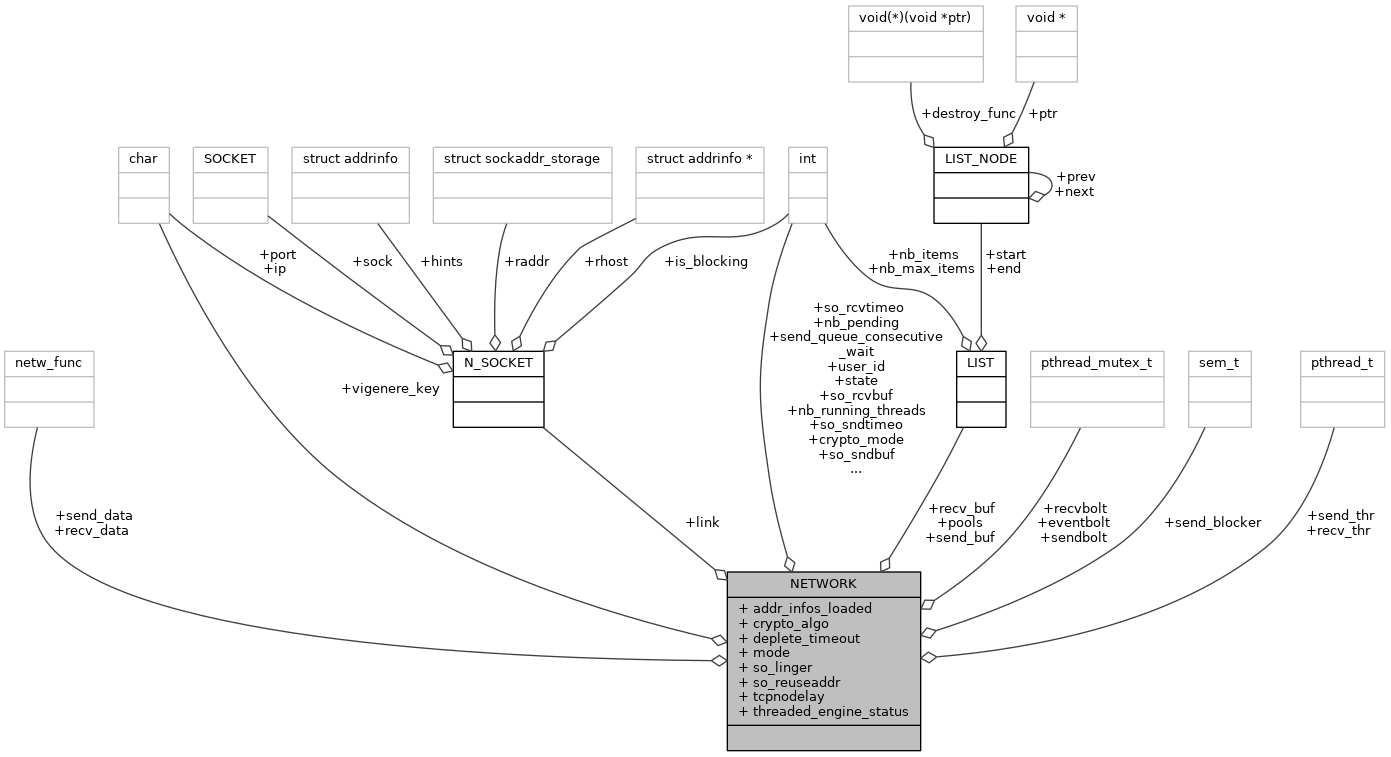 void(*)(void *ptr)
void *
+destroy_func
+ptr
char
SOCKET
struct addrinfo
struct sockaddr_storage
struct addrinfo *
int
LIST_NODE
+prev
+next
+port
+ip
+sock
+hints
+raddr
+rhost
+is_blocking
+nb_items
+nb_max_items
+start
+end
+so_rcvtimeo
+nb_pending
+send_queue_consecutive
_wait
+user_id
+state
+so_rcvbuf
+nb_running_threads
+so_sndtimeo
+crypto_mode
+so_sndbuf
...
netw_func
N_SOCKET
LIST
pthread_mutex_t
sem_t
pthread_t
+vigenere_key
+send_data
+recv_data
+link
+recv_buf
+pools
+send_buf
+recvbolt
+eventbolt
+sendbolt
+send_blocker
+send_thr
+recv_thr
NETWORK
+ addr_infos_loaded
+ crypto_algo
+ deplete_timeout
+ mode
+ so_linger
+ so_reuseaddr
+ tcpnodelay
+ threaded_engine_status